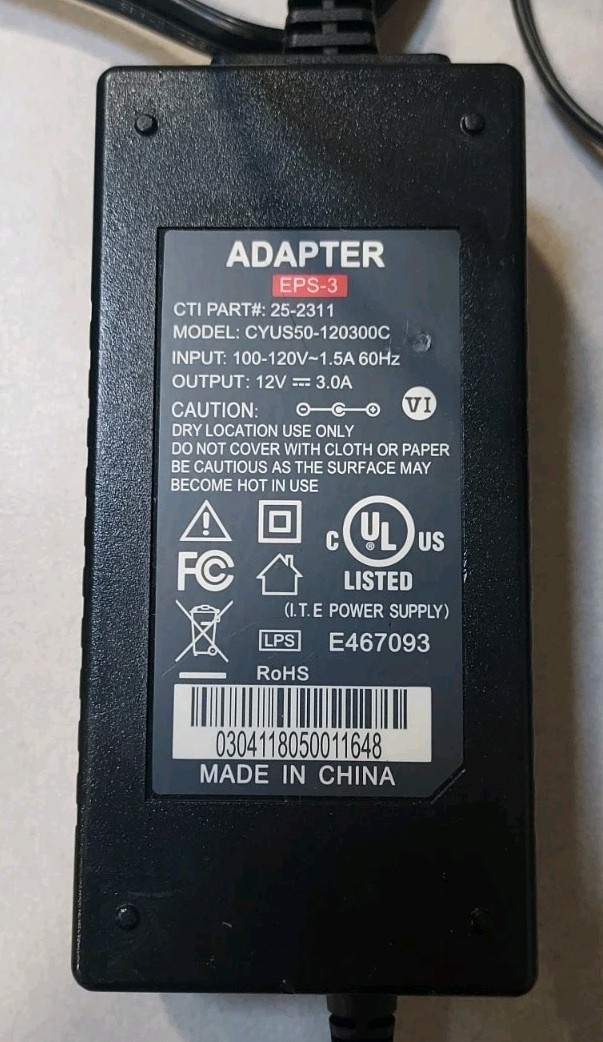 ADAPTER
EPS-3
CTI PART#: 25-2311
MODEL: CYUS50-120300C
INPUT: 100-120V~1.5A 60Hz
OUTPUT: 12V ⎓ 3.0A
CAUTION:
VI
DRY LOCATION USE ONLY
DO NOT COVER WITH CLOTH OR PAPER
BE CAUTIOUS AS THE SURFACE MAY
BECOME HOT IN USE
C UL ® US
LISTED
FC
(I.T.E POWER SUPPLY)
LPS
E467093
RoHS
0304118050011648
MADE IN CHINA